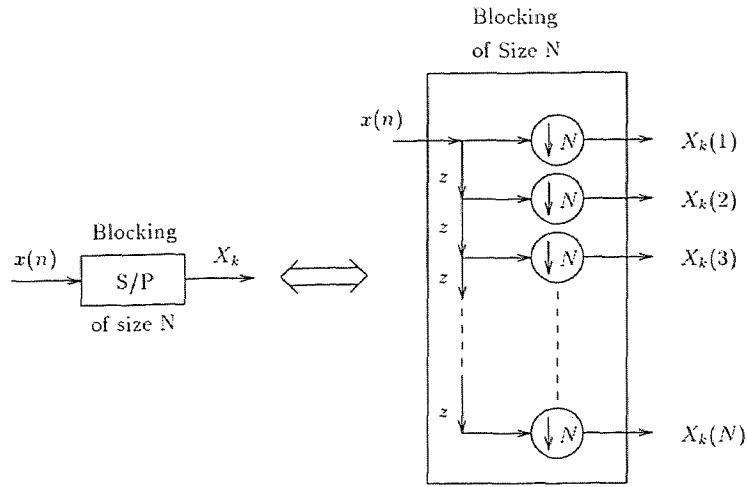 Blocking
of Size N
x(n)
z
z
z
z
↓ N
↓ N
↓ N
↓ N
X_k(1)
X_k(2)
X_k(3)
X_k(N)
Blocking
x(n)
S/P
X_k
of size N